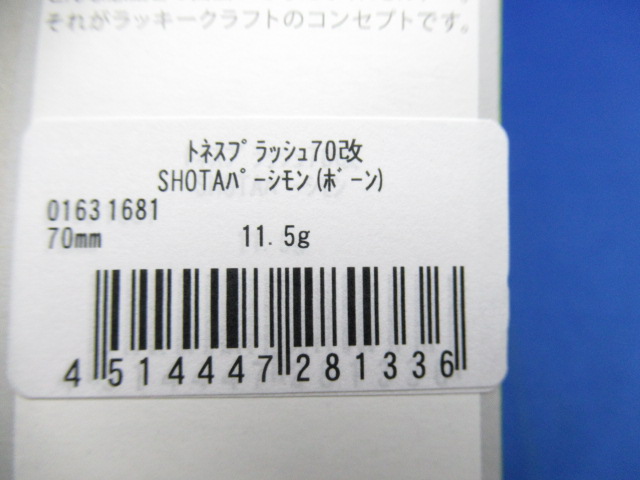 それがラッキークラフトのコンセプトです。
ﾄﾈｽﾌﾟﾗｯｼｭ70改
SHOTAﾊﾟｰｼﾓﾝ(ﾎﾞｰﾝ)
01631681
70mm 11.5g
4 514447 281336